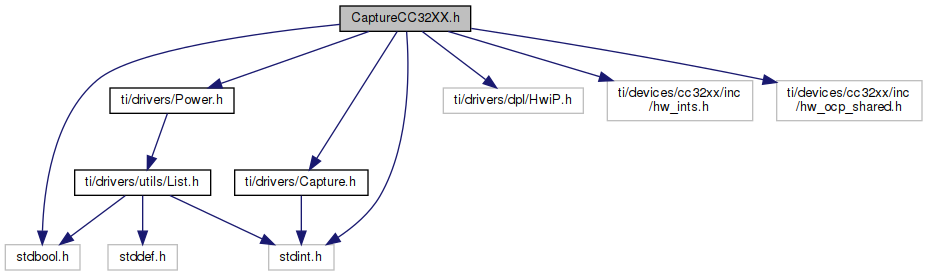 CaptureCC32XX.h
ti/drivers/Power.h
ti/drivers/dpl/HwiP.h
ti/devices/cc32xx/inc
/hw_ints.h
ti/devices/cc32xx/inc
/hw_ocp_shared.h
ti/drivers/utils/List.h
ti/drivers/Capture.h
stdbool.h
stddef.h
stdint.h